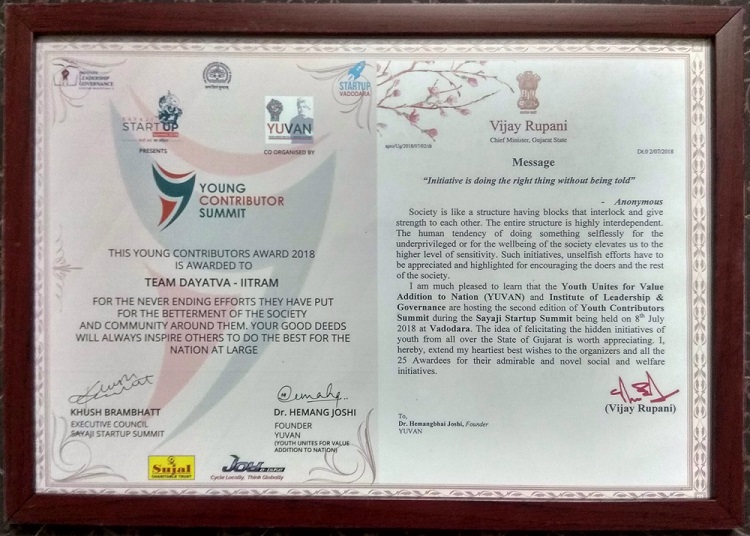 LEADERSHIP
GOVERNANCE
STARTUP
VADODARA
STARTUP
PRESENTS
YUVAN
CO ORGANISED BY
YOUNG
CONTRIBUTOR
SUMMIT
THIS YOUNG CONTRIBUTORS AWARD 2018
IS AWARDED TO
TEAM DAYATVA - IITRAM
FOR THE NEVER ENDING EFFORTS THEY HAVE PUT
FOR THE BETTERMENT OF THE SOCIETY
AND COMMUNITY AROUND THEM. YOUR GOOD DEEDS
WILL ALWAYS INSPIRE OTHERS TO DO THE BEST FOR THE
NATION AT LARGE
KHUSH BRAMBHATT
EXECUTIVE COUNCIL
SAYAJI STARTUP SUMMIT
Dr. HEMANG JOSHI
FOUNDER
YUVAN
(YOUTH UNITES FOR VALUE
ADDITION TO NATION)
Sujal
CHARITABLE TRUST
JOY e-bike
Cycle Locally, Think Globally
Vijay Rupani
Chief Minister, Gujarat State
Dt.0 2/07/2018
Message
“Initiative is doing the right thing without being told”
- Anonymous
Society is like a structure having blocks that interlock and give
strength to each other. The entire structure is highly interdependent.
The human tendency of doing something selflessly for the
underprivileged or for the wellbeing of the society elevates us to the
higher level of sensitivity. Such initiatives, unselfish efforts have to
be appreciated and highlighted for encouraging the doers and the rest
of the society.
I am much pleased to learn that the Youth Unites for Value
Addition to Nation (YUVAN) and Institute of Leadership &
Governance are hosting the second edition of Youth Contributors
Summit during the Sayaji Startup Summit being held on 8th July
2018 at Vadodara. The idea of felicitating the hidden initiatives of
youth from all over the State of Gujarat is worth appreciating. I,
hereby, extend my heartiest best wishes to the organizers and all the
25 Awardees for their admirable and novel social and welfare
initiatives.
(Vijay Rupani)
To,
Dr. Hemangbhai Joshi, Founder
YUVAN